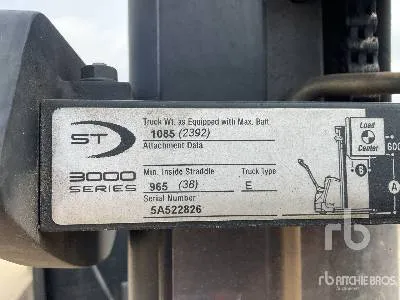 ST
3000
SERIES
Truck Wt. as Equipped with Max. Batt
1085 (2392)
Attachment Data
Min. Inside Straddle
Truck Type
965 (38)
E
Serial Number
5A522826
Load
Center
600
B
A
rb
RITCHIE BROS.